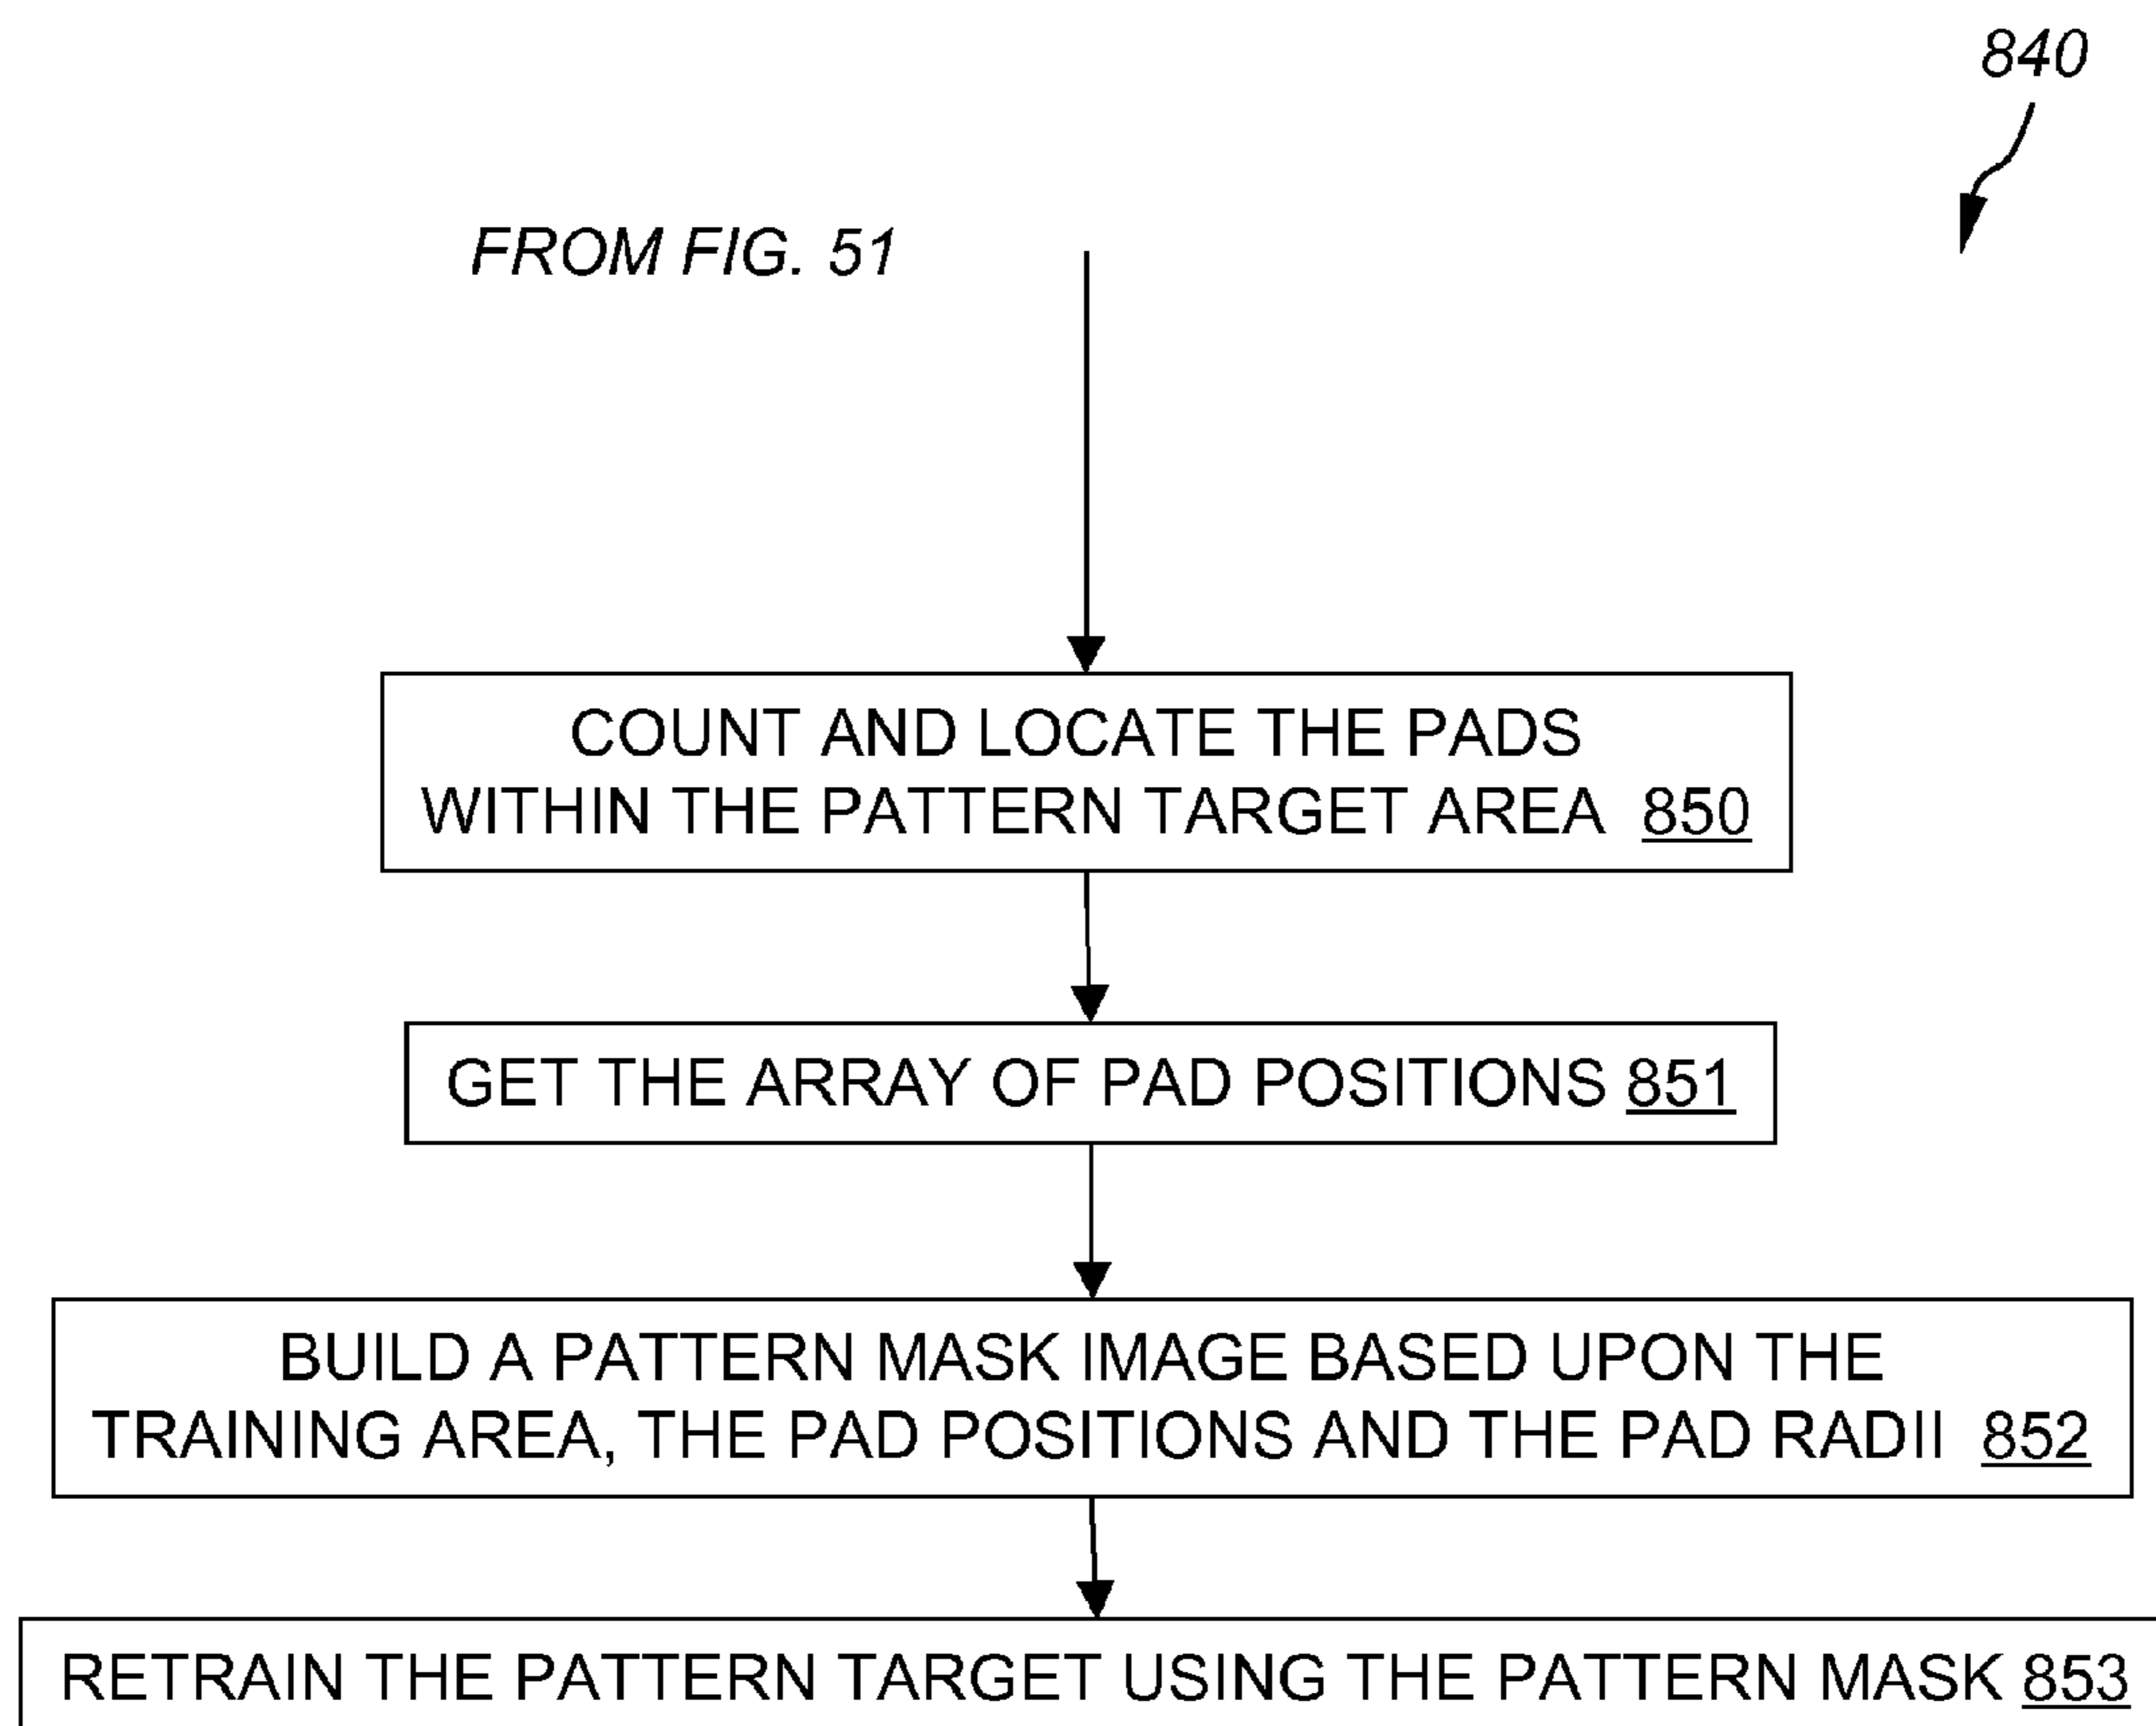 840
FROM FIG. 51
COUNT AND LOCATE THE PADS
WITHIN THE PATTERN TARGET AREA 850
GET THE ARRAY OF PAD POSITIONS 851
BUILD A PATTERN MASK IMAGE BASED UPON THE
TRAINING AREA, THE PAD POSITIONS AND THE PAD RADII 852
RETRAIN THE PATTERN TARGET USING THE PATTERN MASK 853